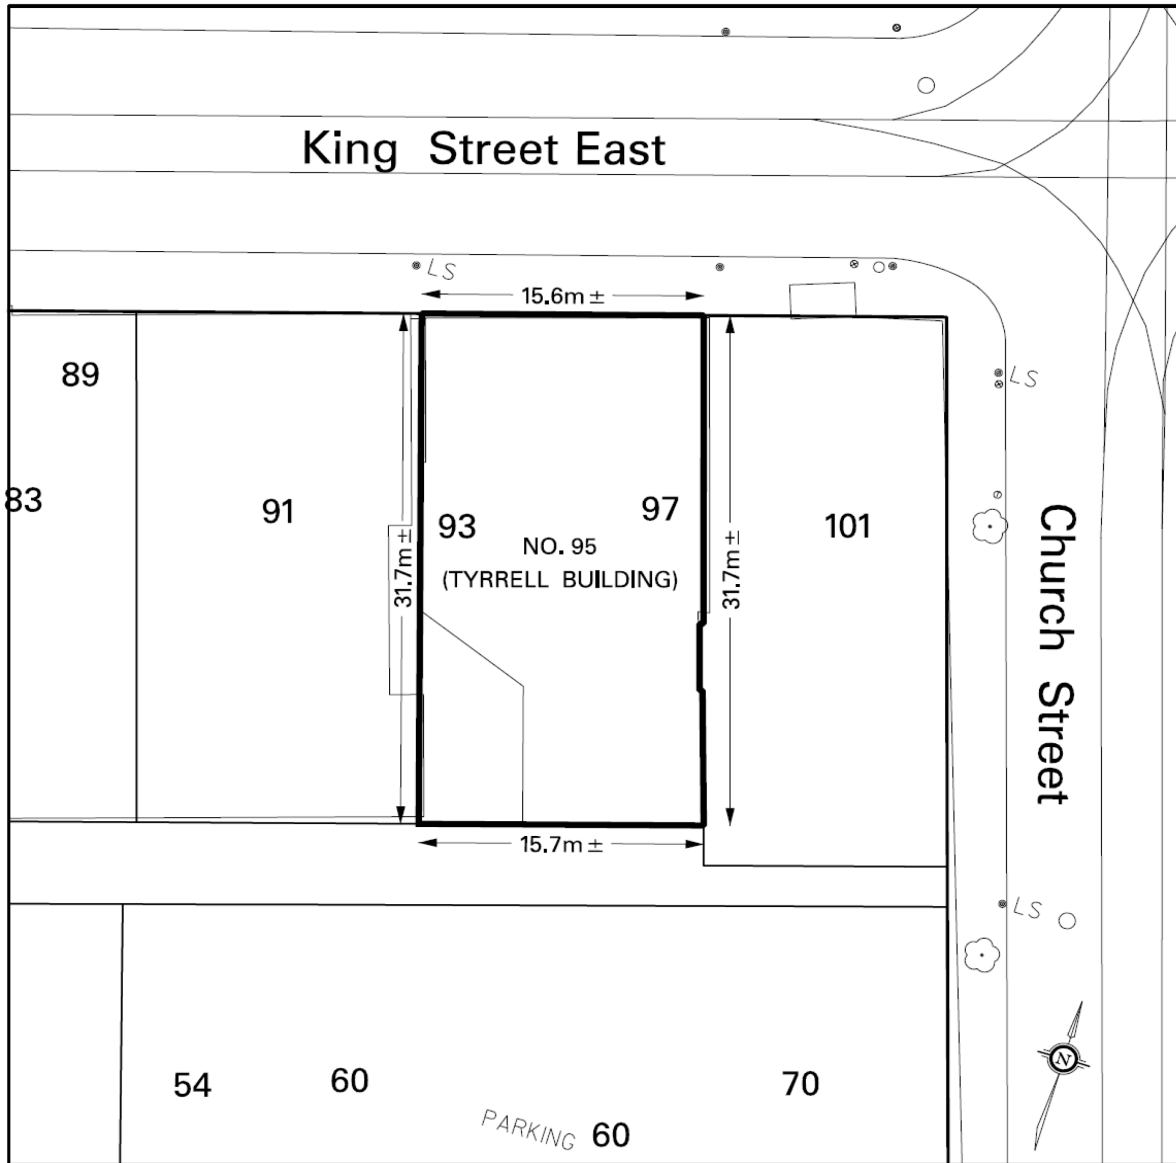 King Street East
LS
15.6m ±
89
LS
83
91
93
97
101
NO. 95
(TYRRELL BUILDING)
31.7m ±
31.7m ±
Church Street
15.7m ±
LS
N
54
60
70
PARKING 60